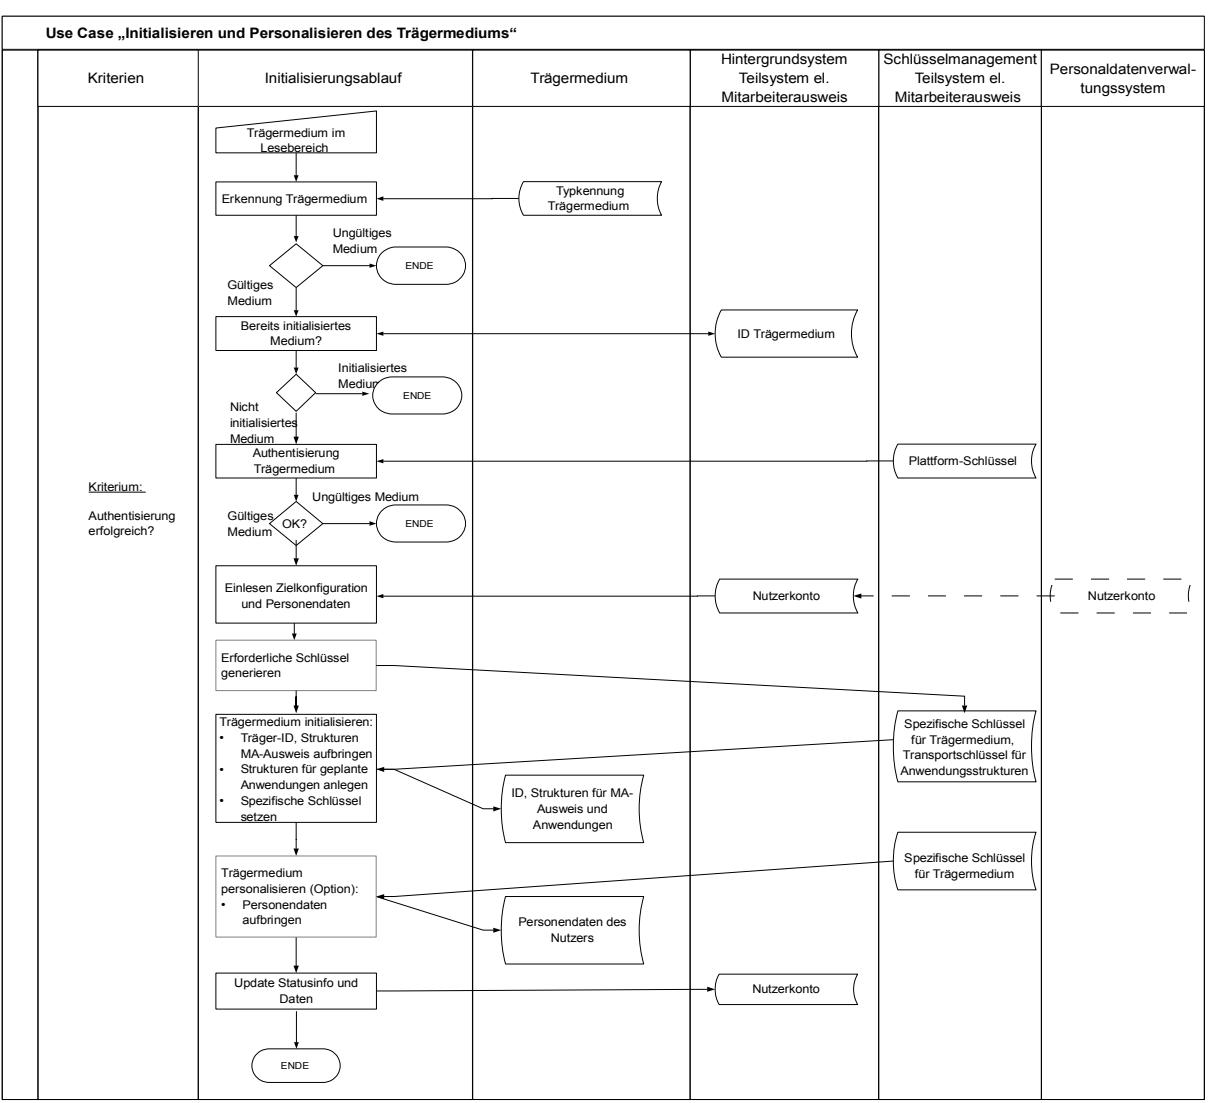 Use Case „Initialisieren und Personalisieren des Trägermediums“
Kriterien
Initialisierungsablauf
Trägermedium
Hintergrundsystem
Teilsystem el.
Mitarbeiterausweis
Schlüsselmanagement
Teilsystem el.
Mitarbeiterausweis
Personaldatenverwal-
tungssystem
Trägermedium im
Lesebereich
Erkennung Trägermedium
Typkennung
Trägermedium
Ungültiges
Medium
ENDE
Gültiges
Medium
Bereits initialisiertes
Medium?
ID Trägermedium
Initialisiertes
Medium
ENDE
Nicht
initialisiertes
Medium
Authentisierung
Trägermedium
Plattform-Schlüssel
Kriterium:
Authentisierung
erfolgreich?
Ungültiges Medium
Gültiges
Medium
OK?
ENDE
Einlesen Zielkonfiguration
und Personendaten
Nutzerkonto
Nutzerkonto
Erforderliche Schlüssel
generieren
Trägermedium initialisieren:
• Träger-ID, Strukturen
MA-Ausweis aufbringen
• Strukturen für geplante
Anwendungen anlegen
• Spezifische Schlüssel
setzen
Spezifische Schlüssel
für Trägermedium,
Transportschlüssel für
Anwendungsstrukturen
ID, Strukturen für MA-
Ausweis und
Anwendungen
Trägermedium
personalisieren (Option):
• Personendaten
aufbringen
Spezifische Schlüssel
für Trägermedium
Personendaten des
Nutzers
Update Statusinfo und
Daten
Nutzerkonto
ENDE